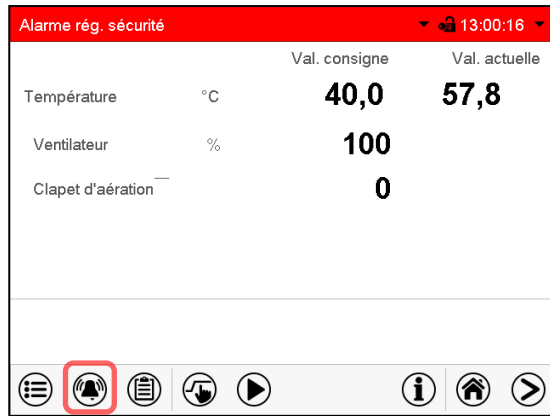 Alarme rég. sécurité 13:00:16
Val. consigne Val. actuelle
Température °C 40,0 57,8
Ventilateur % 100
Clapet d'aération 0